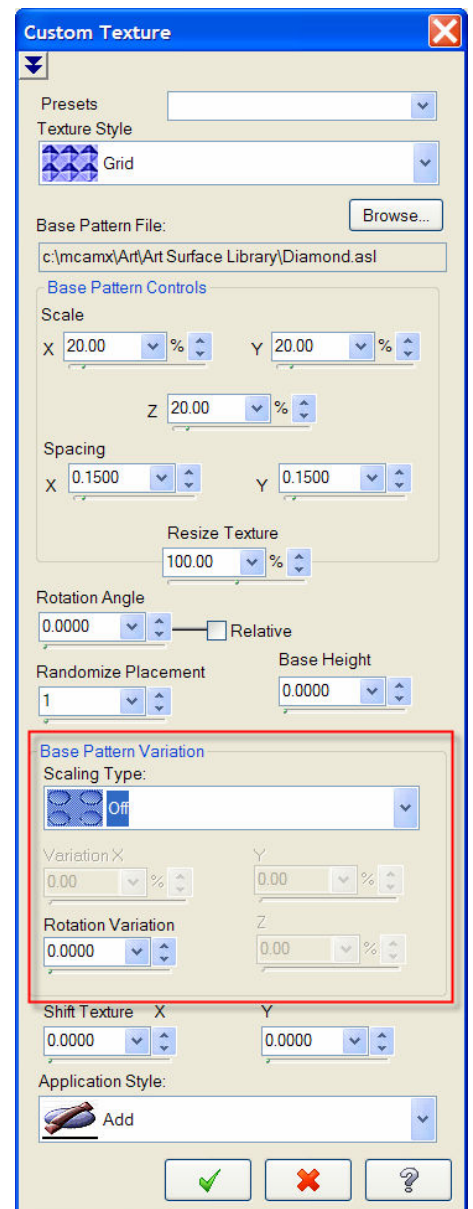 Custom Texture
Presets
Texture Style
Grid
Base Pattern File:
Browse...
c:\mcamx\Art\Art Surface Library\Diamond.asl
Base Pattern Controls
Scale
X 20.00 % Y 20.00 %
Z 20.00 %
Spacing
X 0.1500 Y 0.1500
Resize Texture
100.00 %
Rotation Angle
0.0000 Relative
Randomize Placement Base Height
1 0.0000
Base Pattern Variation
Scaling Type:
Off
Variation X Y
0.00 % 0.00 %
Rotation Variation Z
0.0000 0.00 %
Shift Texture X Y
0.0000 0.0000
Application Style:
Add
?